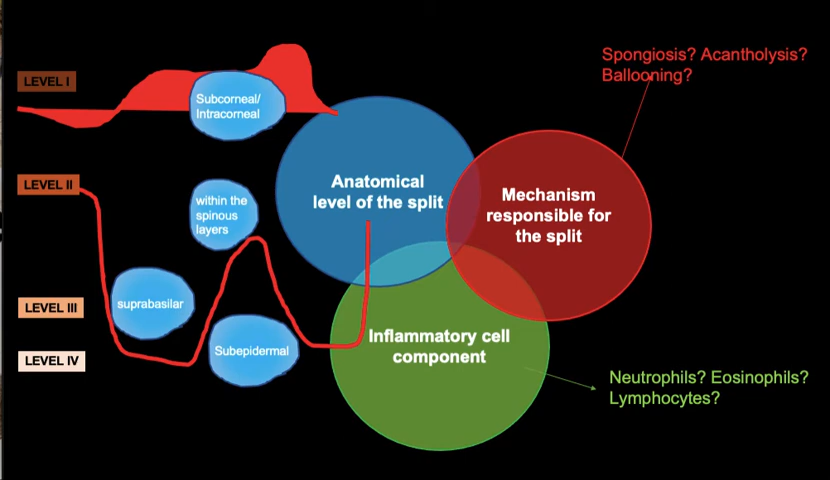 Spongiosis? Acantholysis?
Ballooning?
LEVEL I
Subcorneal/
Intracorneal
LEVEL II
Anatomical
level of the split
Mechanism
responsible for
the split
within the
spinous
layers
LEVEL III
suprabasilar
LEVEL IV
Subepidermal
Inflammatory cell
component
Neutrophils? Eosinophils?
Lymphocytes?